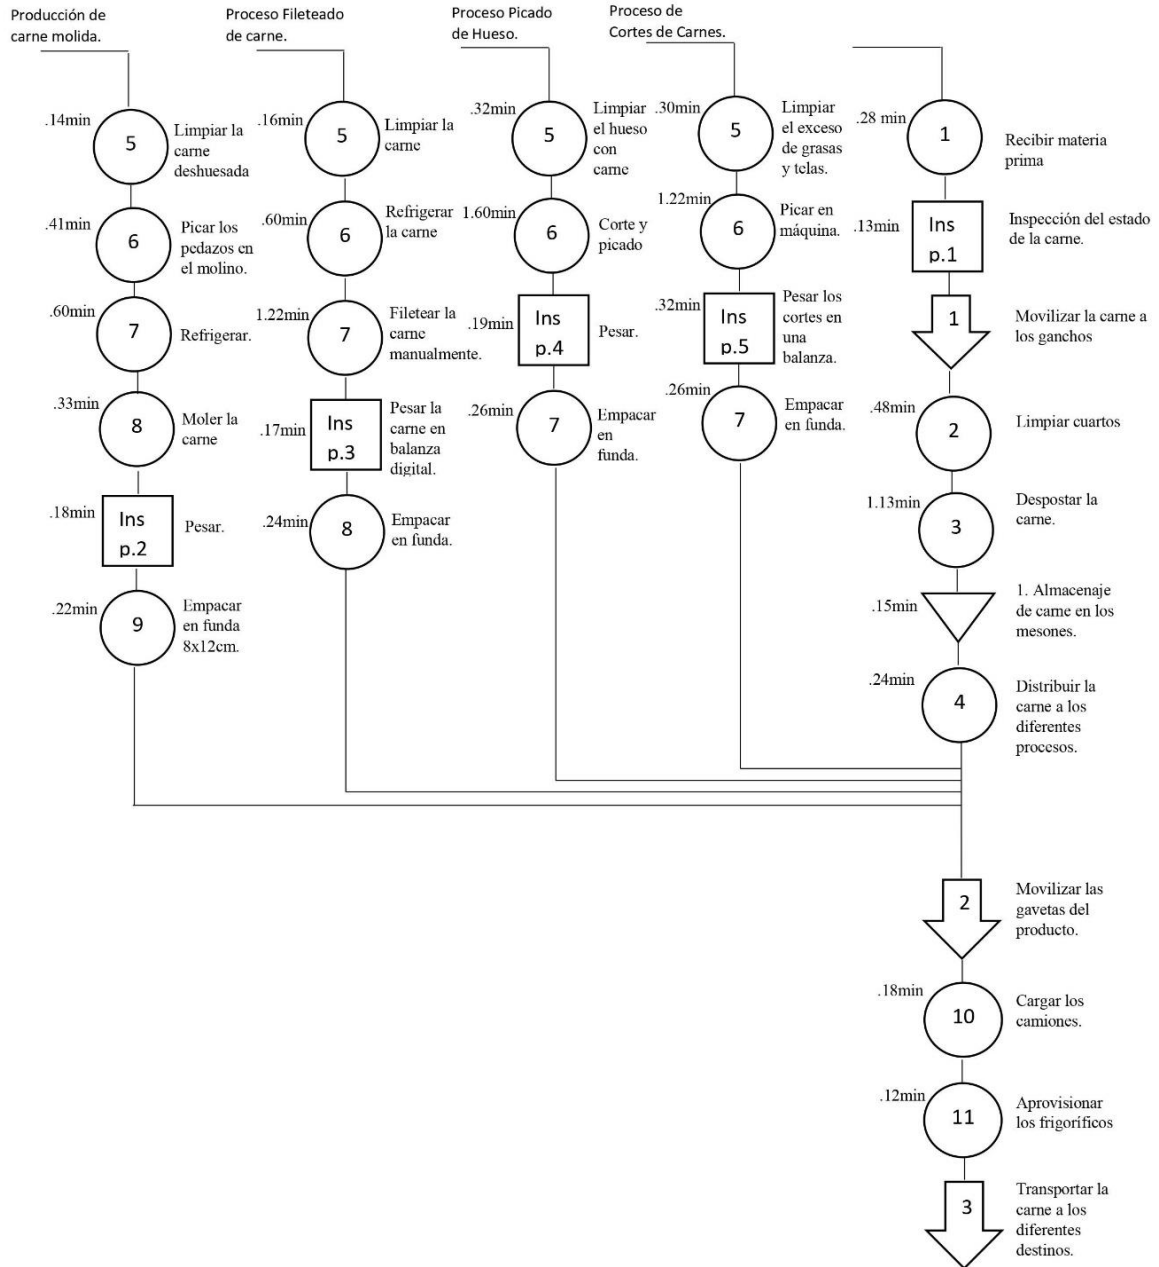 Producción de
carne molida.
.14min
5
Limpiar la
carne
deshuesada
.41min
6
Picar los
pedazos en
el molino.
.60min
7
Refrigerar.
.33min
8
Moler la
carne
.18min
Ins
p.2
Pesar.
.22min
9
Empacar
en funda
8x12cm.
Proceso Fileteado
de carne.
.16min
5
Limpiar la
carne
.60min
6
Refrigerar
la carne
1.22min
7
Filetear la
carne
manualmente.
.17min
Ins
p.3
Pesar la
carne en
balanza
digital.
.24min
8
Empacar
en funda.
Proceso Picado
de Hueso.
.32min
5
Limpiar
el hueso
con
carne
1.60min
6
Corte y
picado
.19min
Ins
p.4
Pesar.
.26min
7
Empacar
en
funda.
Proceso de
Cortes de Carnes.
.30min
5
Limpiar
el exceso
de grasas
y telas.
1.22min
6
Picar en
máquina.
.32min
Ins
p.5
Pesar los
cortes en
una
balanza.
.26min
7
Empacar
en funda.
.28 min
1
Recibir materia
prima
.13min
Ins
p.1
Inspección del estado
de la carne.
1
Movilizar la carne a
los ganchos
.48min
2
Limpiar cuartos
1.13min
3
Despostar la
carne.
.15min
1. Almacenaje
de carne en los
mesones.
.24min
4
Distribuir la
carne a los
diferentes
procesos.
2
Movilizar las
gavetas del
producto.
.18min
10
Cargar los
camiones.
.12min
11
Aprovisionar
los frigoríficos
3
Transportar la
carne a los
diferentes
destinos.